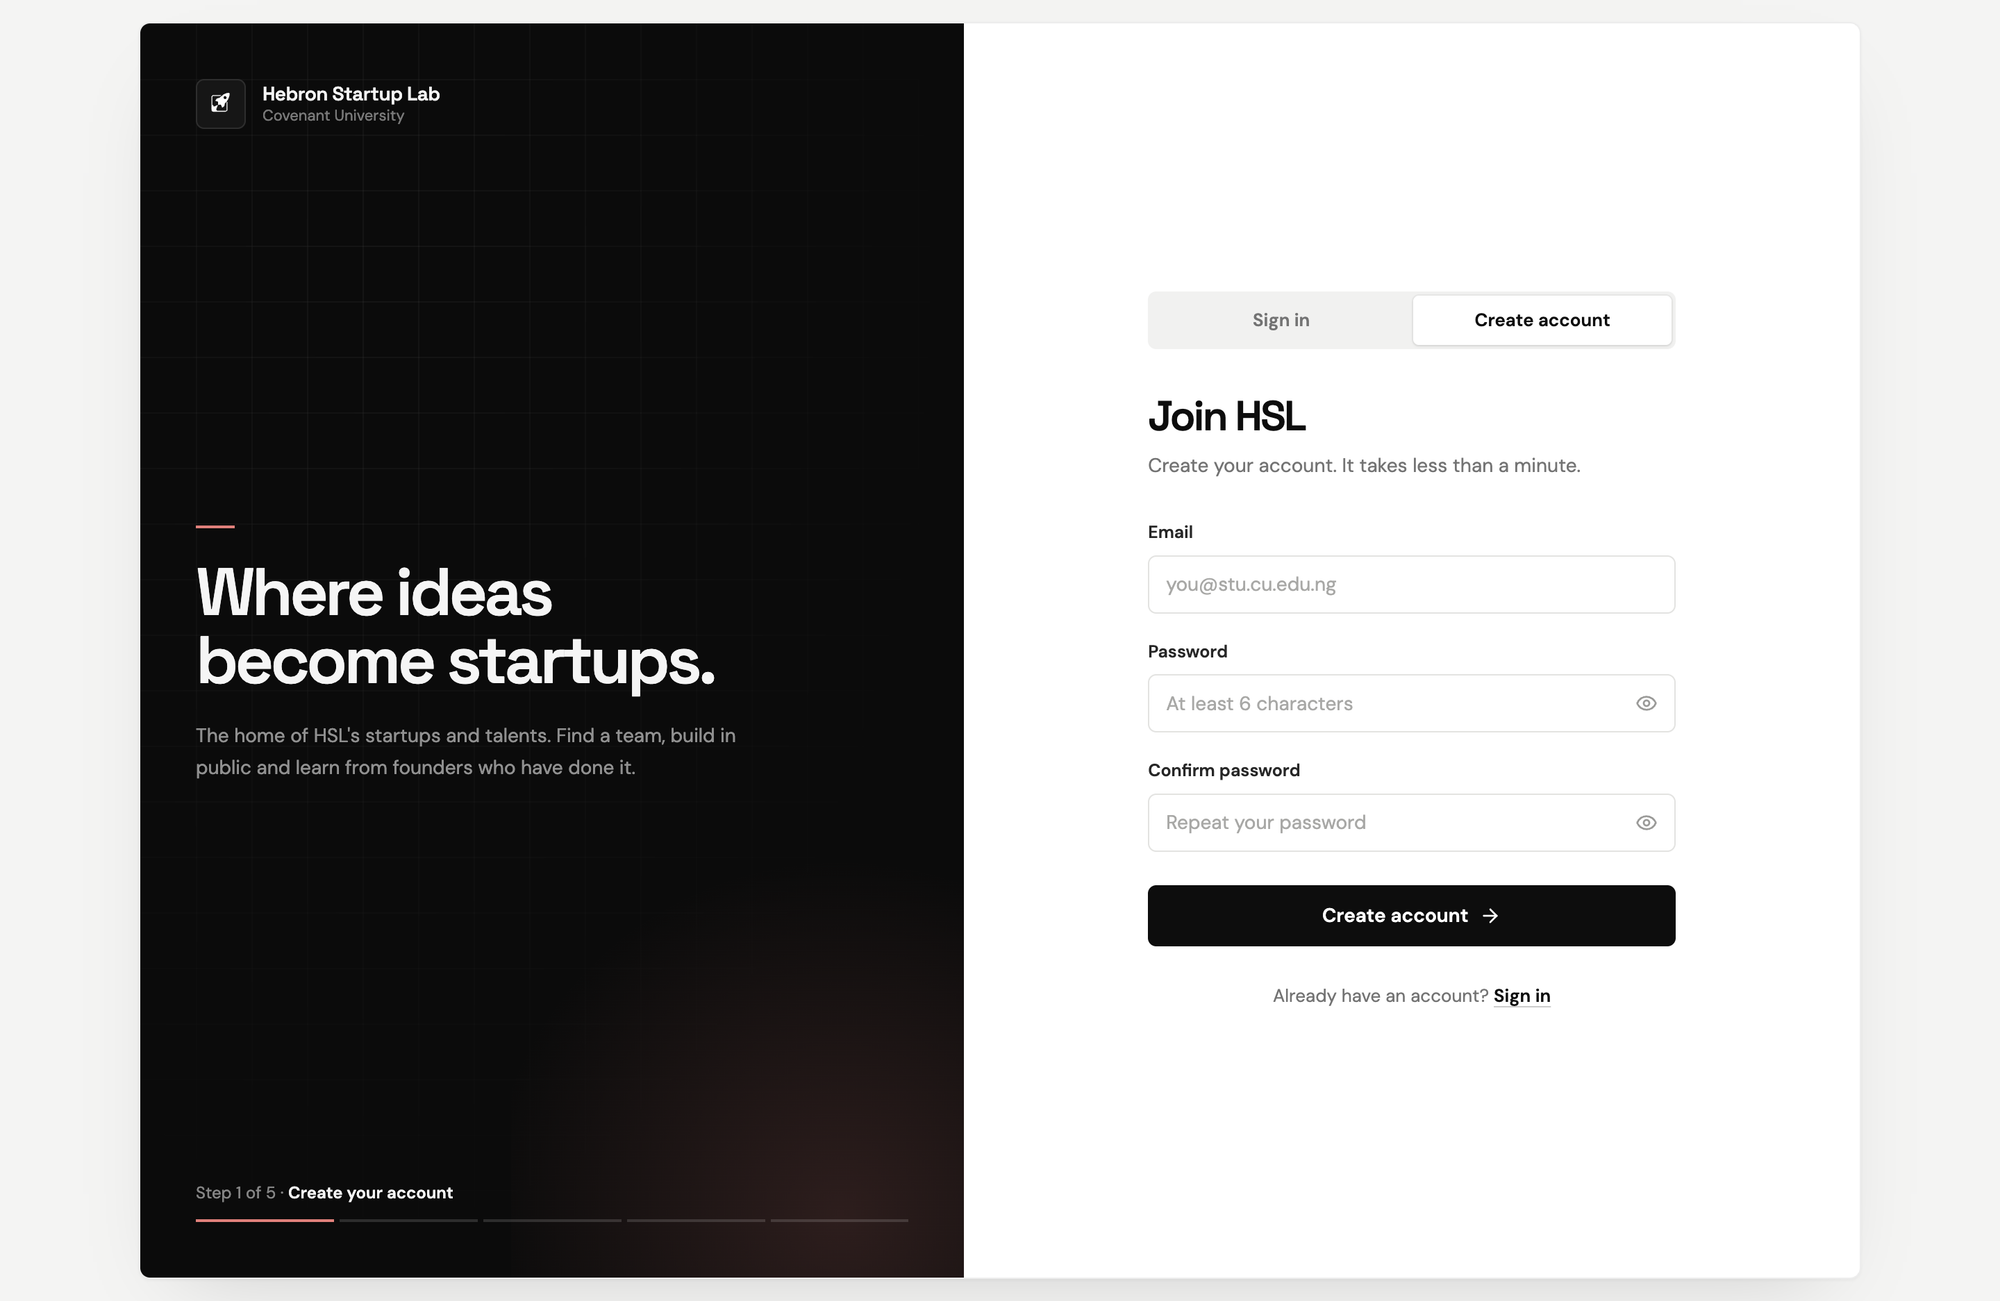 Hebron Startup Lab
Covenant University
Where ideas
become startups.
The home of HSL's startups and talents. Find a team, build in
public and learn from founders who have done it.
Step 1 of 5 · Create your account
Sign in
Create account
Join HSL
Create your account. It takes less than a minute.
Email
you@stu.cu.edu.ng
Password
At least 6 characters
Confirm password
Repeat your password
Create account →
Already have an account? Sign in